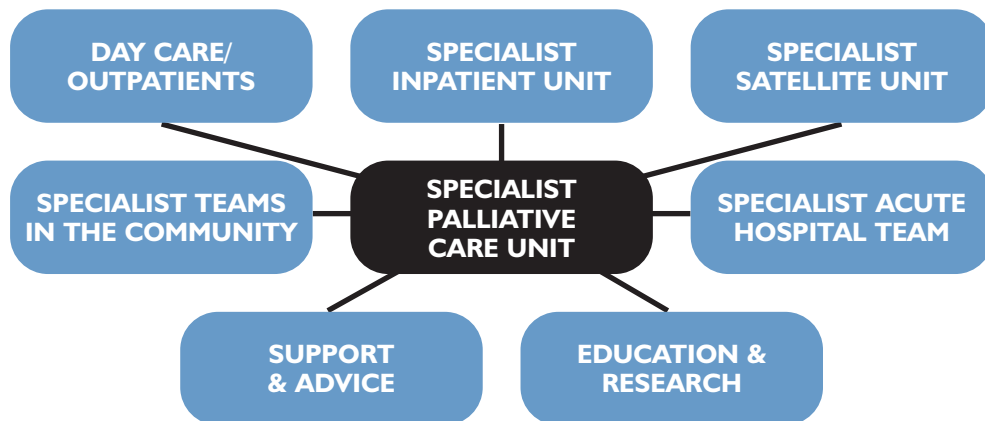 DAY CARE/
OUTPATIENTS
SPECIALIST
INPATIENT UNIT
SPECIALIST
SATELLITE UNIT
SPECIALIST TEAMS
IN THE COMMUNITY
SPECIALIST
PALLIATIVE
CARE UNIT
SPECIALIST ACUTE
HOSPITAL TEAM
SUPPORT
& ADVICE
EDUCATION &
RESEARCH